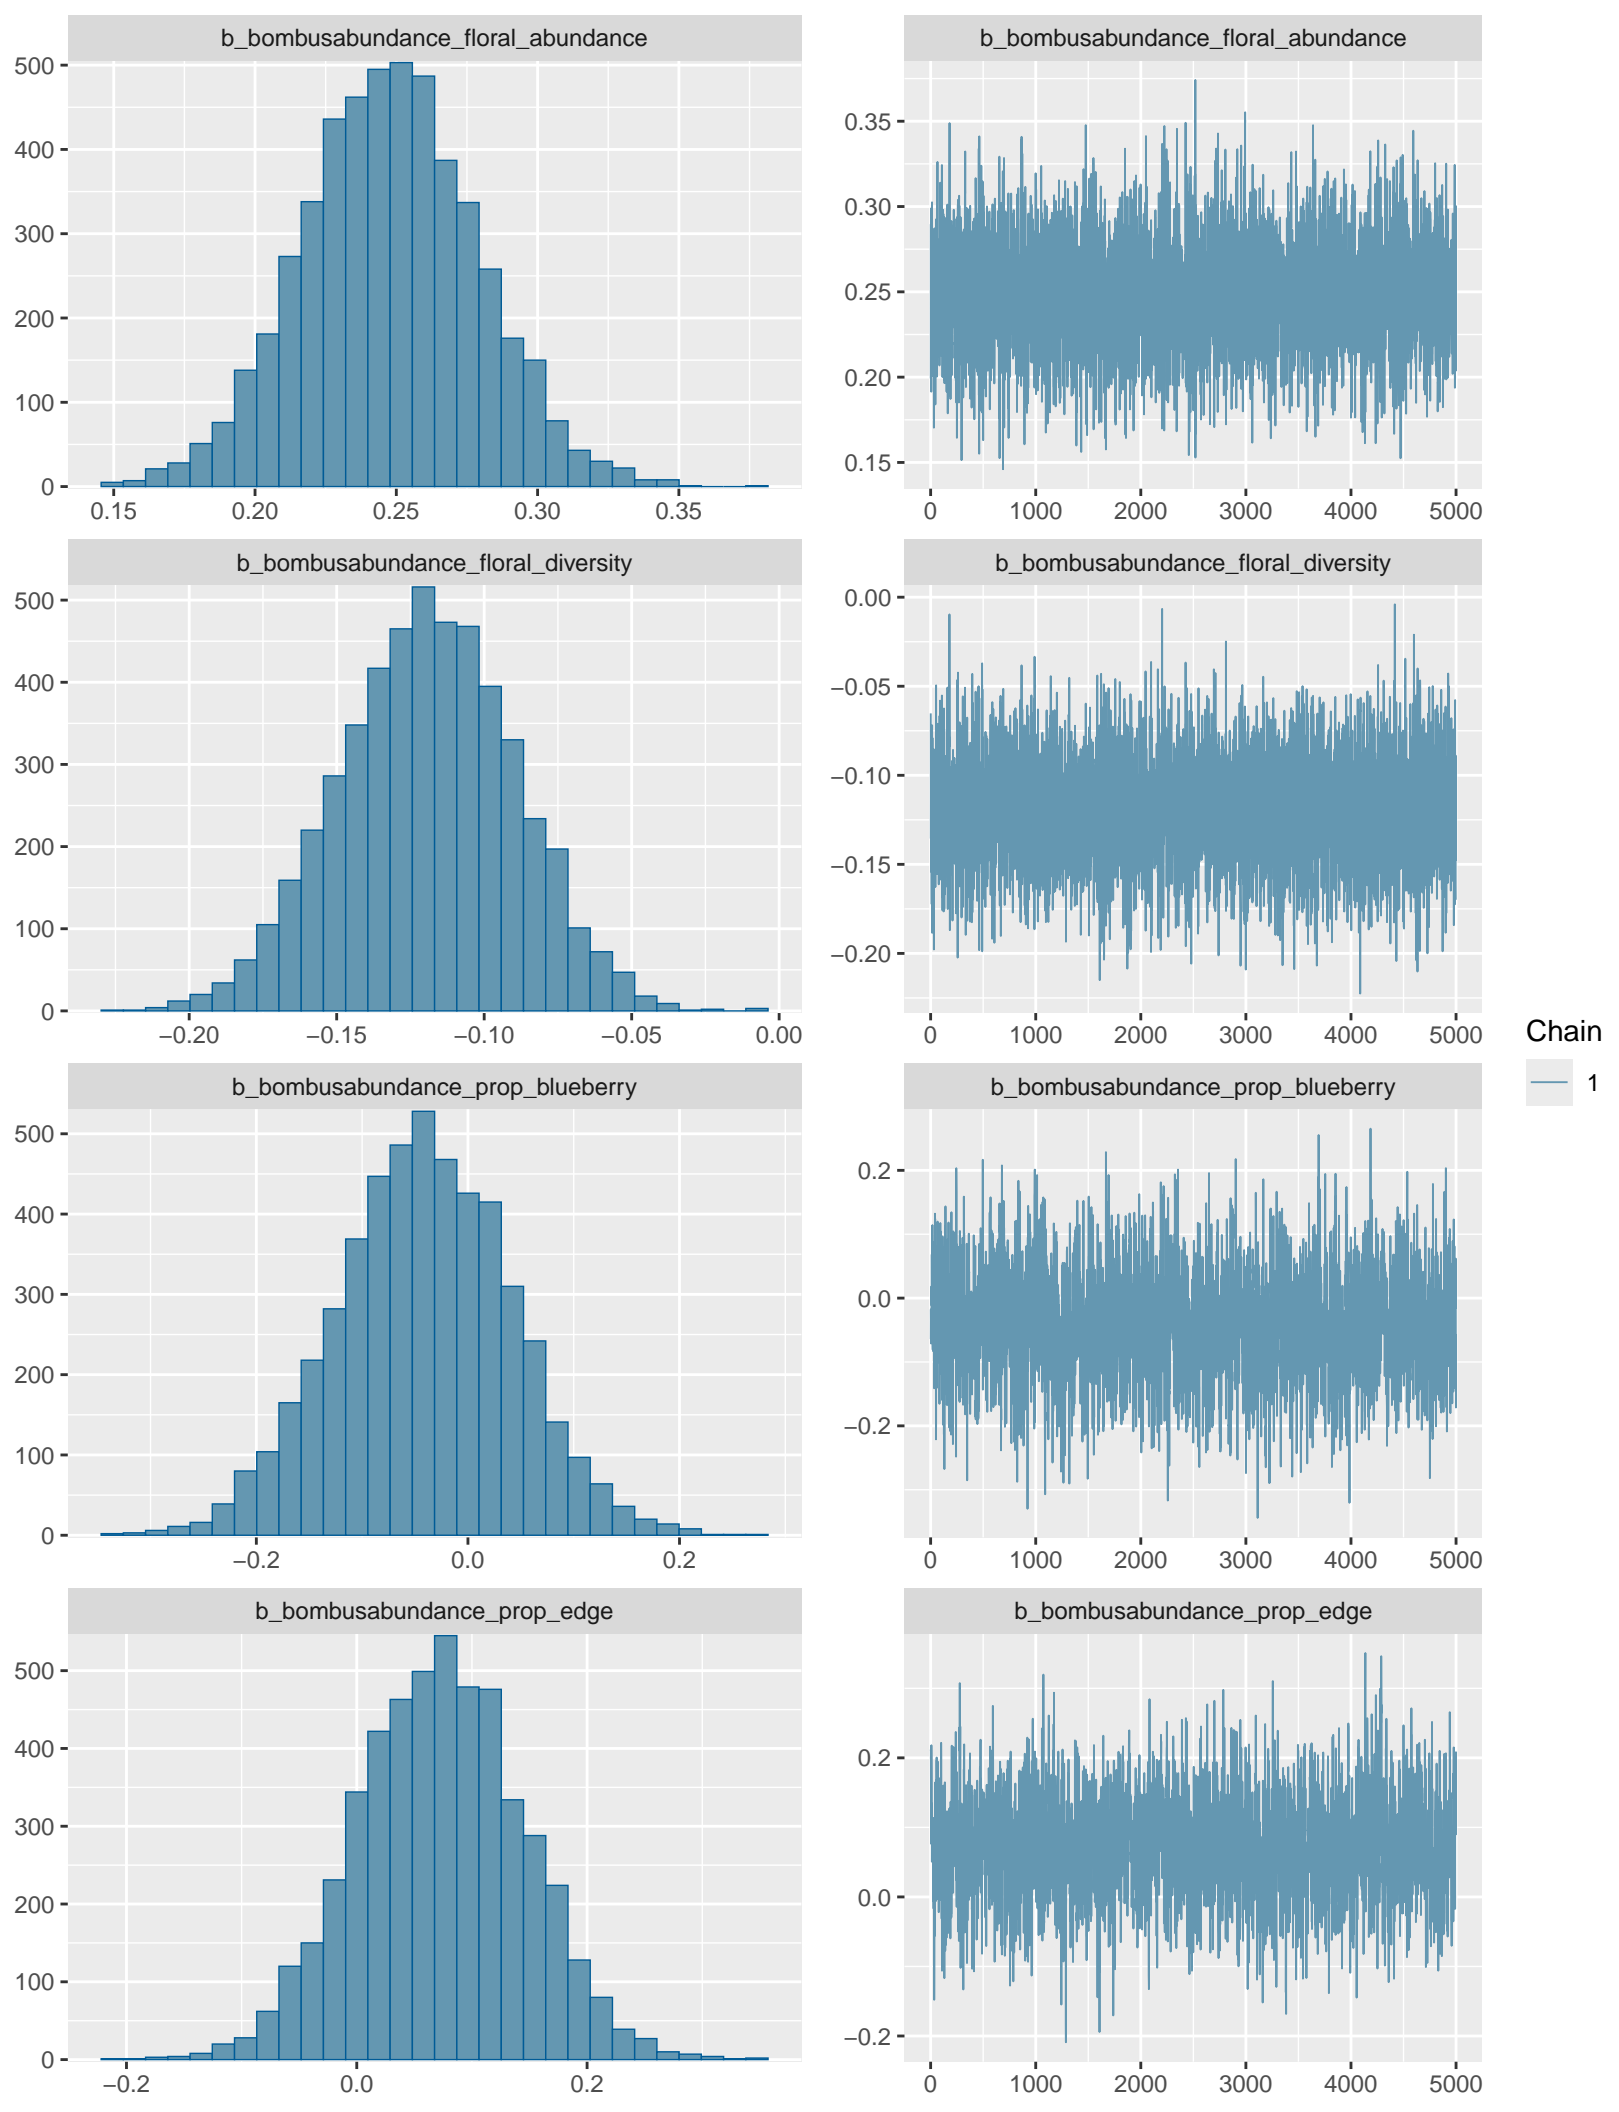 b_bombusabundance_floral_abundance
500
400
300
200
100
0
0.15 0.20 0.25 0.30 0.35
b_bombusabundance_floral_abundance
0.35
0.30
0.25
0.20
0.15
0 1000 2000 3000 4000 5000
b_bombusabundance_floral_diversity
500
400
300
200
100
0
−0.20 −0.15 −0.10 −0.05 0.00
b_bombusabundance_floral_diversity
0.00
−0.05
−0.10
−0.15
−0.20
0 1000 2000 3000 4000 5000
b_bombusabundance_prop_blueberry
500
400
300
200
100
0
−0.2 0.0 0.2
b_bombusabundance_prop_blueberry
0.2
0.0
−0.2
0 1000 2000 3000 4000 5000
b_bombusabundance_prop_edge
500
400
300
200
100
0
−0.2 0.0 0.2
b_bombusabundance_prop_edge
0.2
0.0
−0.2
0 1000 2000 3000 4000 5000
Chain
1